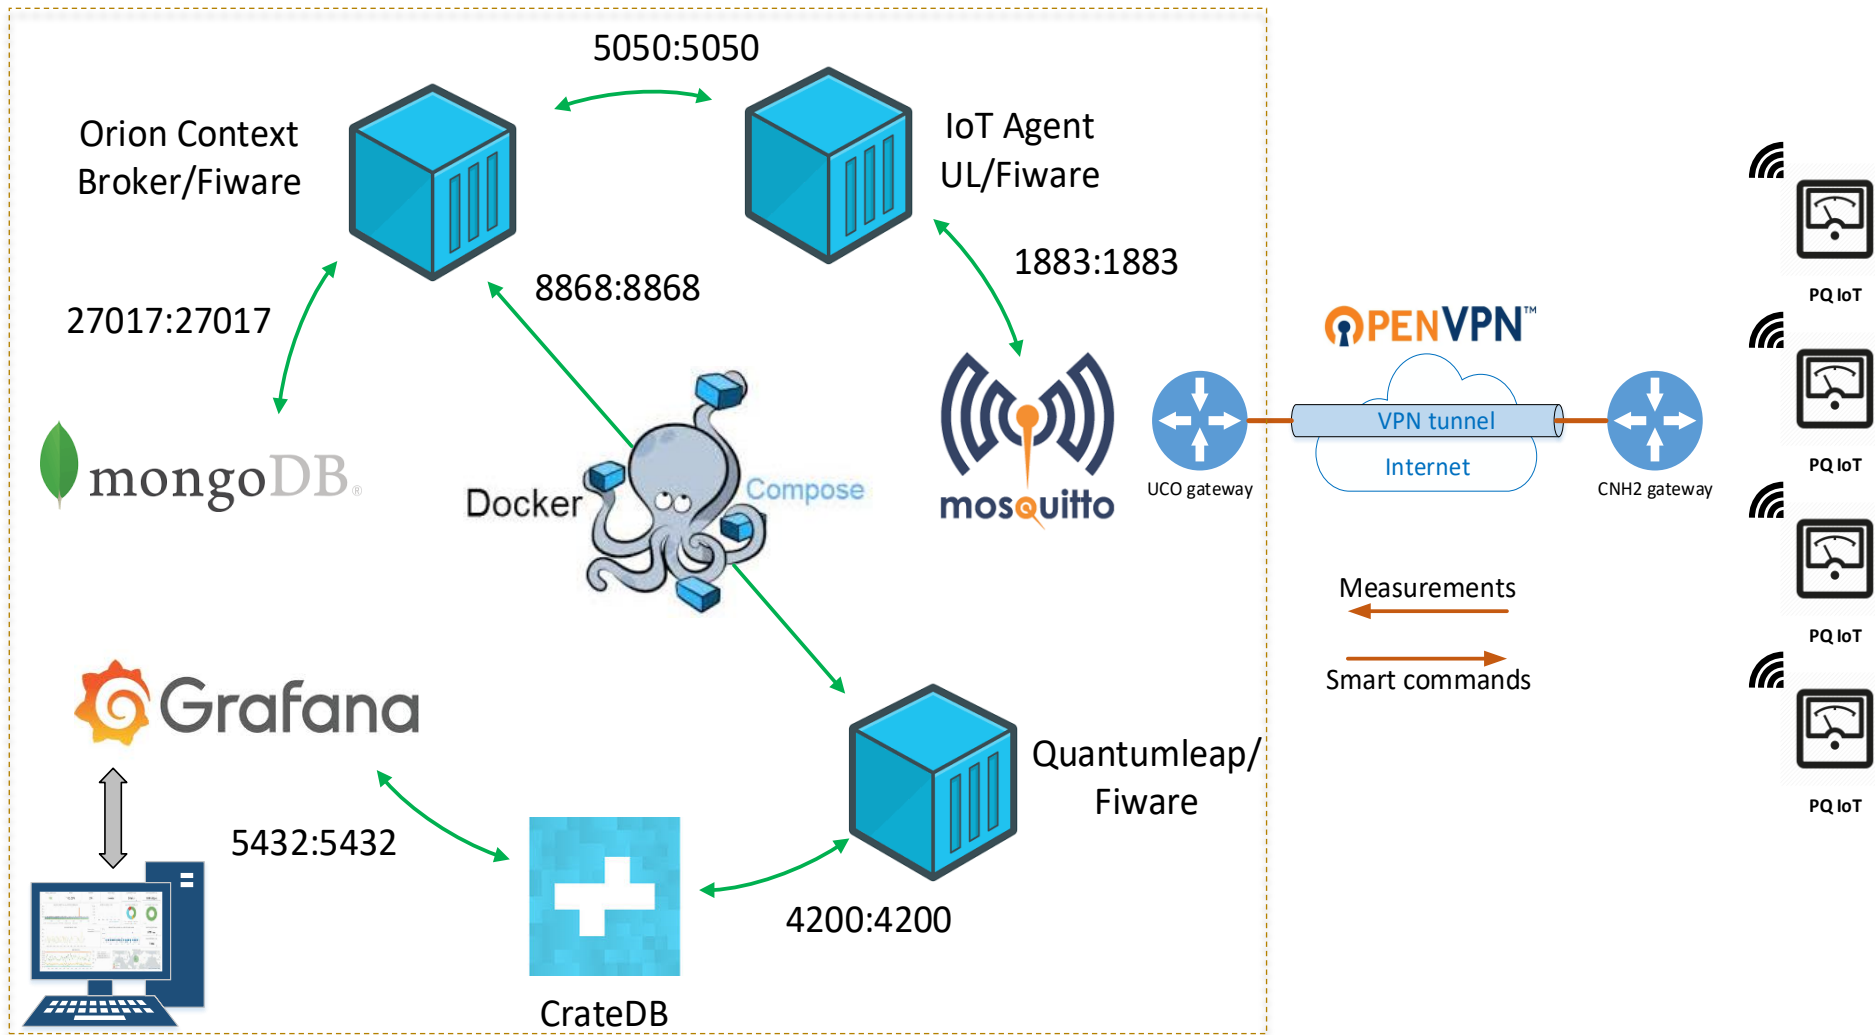 5050:5050
Orion Context
Broker/Fiware
IoT Agent
UL/Fiware
8868:8868
1883:1883
27017:27017
mongoDB®
Docker
Compose
mosquitto
UCO gateway
OPENVPN™
VPN tunnel
Internet
CNH2 gateway
Measurements
Smart commands
PQ IoT
PQ IoT
PQ IoT
PQ IoT
Grafana
Quantumleap/
Fiware
5432:5432
4200:4200
CrateDB